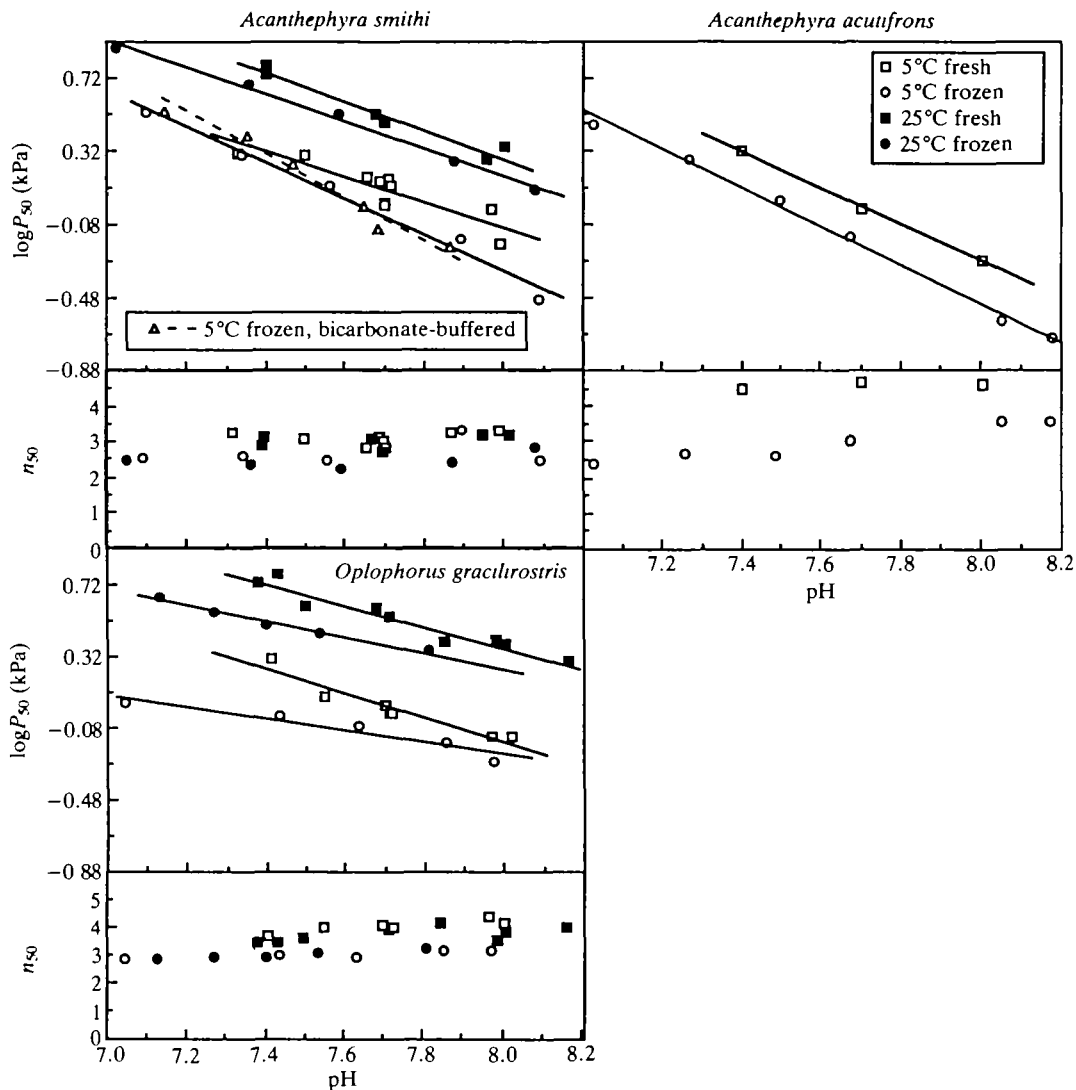 Acanthephyra smithi
Acanthephyra acutifrons
0.72
0.32
−0.08
−0.48
−0.88
logP50 (kPa)
△ - - 5°C frozen, bicarbonate-buffered
□ 5°C fresh
○ 5°C frozen
■ 25°C fresh
● 25°C frozen
4
3
2
1
0
n50
7.2 7.4 7.6 7.8 8.0 8.2
pH
Oplophorus gracilirostris
0.72
0.32
−0.08
−0.48
−0.88
logP50 (kPa)
5
4
3
2
1
0
n50
7.0 7.2 7.4 7.6 7.8 8.0 8.2
pH